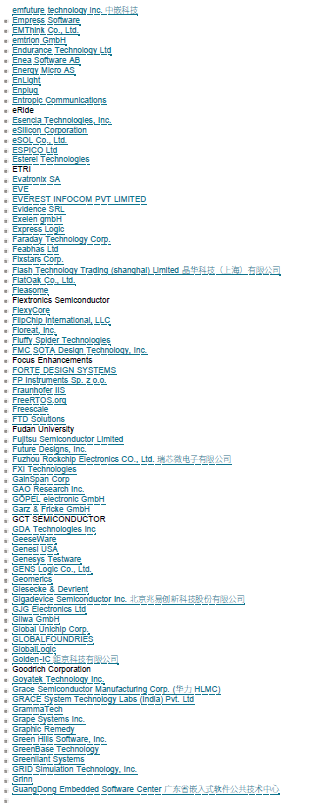 emfuture technology Inc. 中嵌科技
Empress Software
EMThink Co., Ltd.
emtrion GmbH
Endurance Technology Ltd
Enea Software AB
Energy Micro AS
EnLight
Enplug
Entropic Communications
eRide
Esencia Technologies, Inc.
eSilicon Corporation
eSOL Co., Ltd.
ESPICO Ltd
Esterel Technologies
ETRI
Evatronix SA
EVE
EVEREST INFOCOM PVT LIMITED
Evidence SRL
Exelen gmbH
Express Logic
Faraday Technology Corp.
Feabhas Ltd
Fixstars Corp.
Flash Technology Trading (shanghai) Limited 晶华科技（上海）有限公司
FlatOak Co., Ltd.
Fleasome
Flextronics Semiconductor
FlexyCore
FlipChip International, LLC
Floreat, Inc.
Fluffy Spider Technologies
FMC SOTA Design Technology, Inc.
Focus Enhancements
FORTE DESIGN SYSTEMS
FP Instruments Sp. z o.o.
Fraunhofer IIS
FreeRTOS.org
Freescale
FTD Solutions
Fudan University
Fujitsu Semiconductor Limited
Future Designs, Inc.
Fuzhou Rockchip Electronics CO., Ltd. 瑞芯微电子有限公司
FXI Technologies
GainSpan Corp
GAO Research Inc.
GÖPEL electronic GmbH
Garz & Fricke GmbH
GCT SEMICONDUCTOR
GDA Technologies Inc
GeeseWare
Genesi USA
Genesys Testware
GENS Logic Co., Ltd.
Geomerics
Giesecke & Devrient
Gigadevice Semiconductor Inc. 北京兆易创新科技股份有限公司
GJG Electronics Ltd
Gliwa GmbH
Global Unichip Corp.
GLOBALFOUNDRIES
GlobalLogic
Golden-IC 鉅京科技有限公司
Goodrich Corporation
Goyatek Technology Inc.
Grace Semiconductor Manufacturing Corp. (华力 HLMC)
GRACE System Technology Labs (India) Pvt. Ltd
GrammaTech
Grape Systems Inc.
Graphic Remedy
Green Hills Software, Inc.
GreenBase Technology
Greenliant Systems
GRID Simulation Technology, Inc.
Grinn
GuangDong Embedded Software Center 广东省嵌入式软件公共技术中心